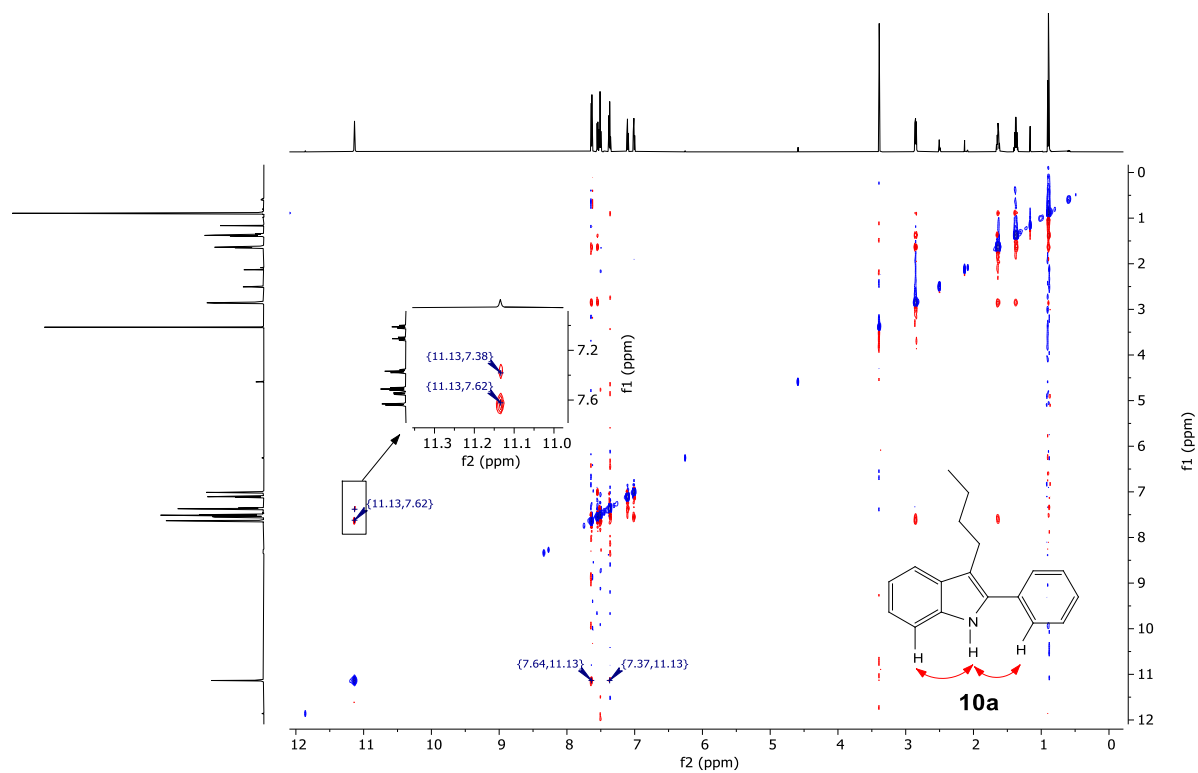 0
1
2
3
4
5
6
7
8
9
10
11
12
f1 (ppm)
{11.13,7.38}
{11.13,7.62}
7.2
7.6
f1 (ppm)
11.3 11.2 11.1 11.0
f2 (ppm)
{11.13,7.62}
N
H H H
{7.64,11.13} {7.37,11.13}
10a
12 11 10 9 8 7 6 5 4 3 2 1 0
f2 (ppm)